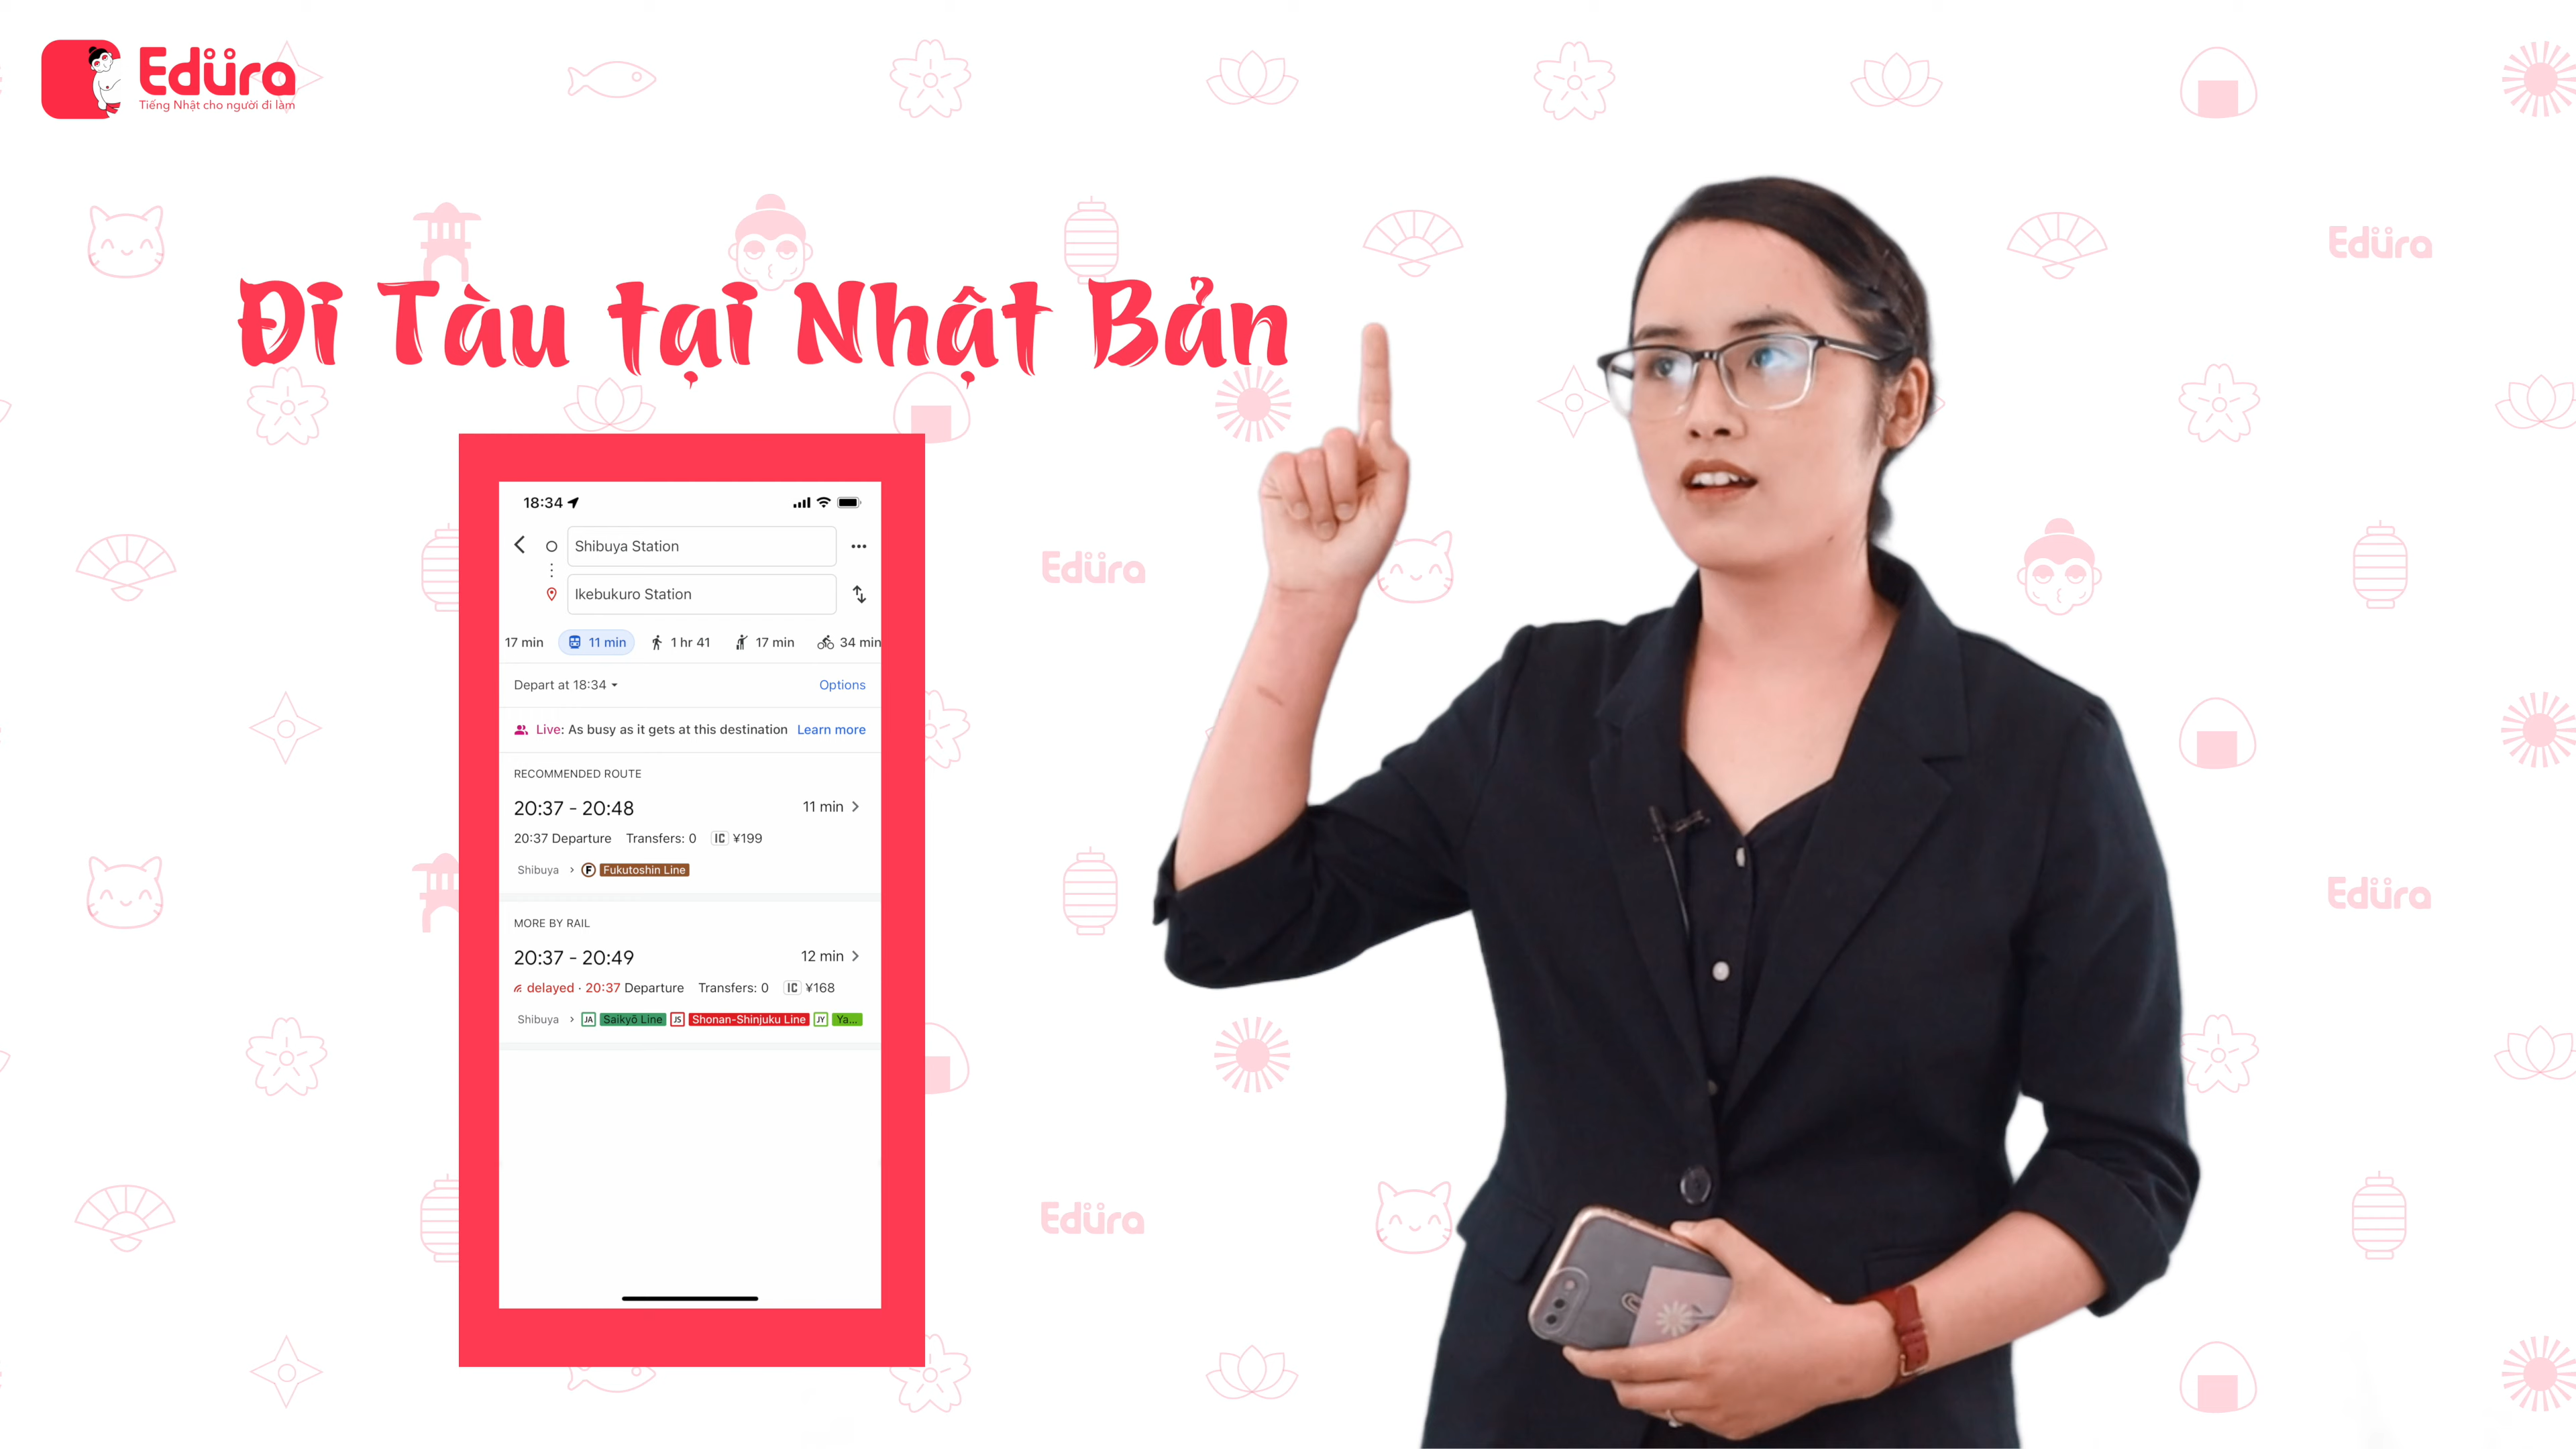 Edüra
Tiếng Nhật cho người đi làm
Edüra
Đi Tàu tại Nhật Bản
18:34
Shibuya Station
Edüra
Ikebukuro Station
17 min 11 min 1 hr 41 17 min 34 min
Depart at 18:34 Options
Live: As busy as it gets at this destination Learn more
RECOMMENDED ROUTE
20:37 - 20:48 11 min
20:37 Departure Transfers: 0 IC ¥199
Shibuya > F Fukutoshin Line
Edüra
MORE BY RAIL
20:37 - 20:49 12 min
delayed · 20:37 Departure Transfers: 0 IC ¥168
Shibuya > JA Saikyō Line JS Shonan-Shinjuku Line JY Ya...
Edüra